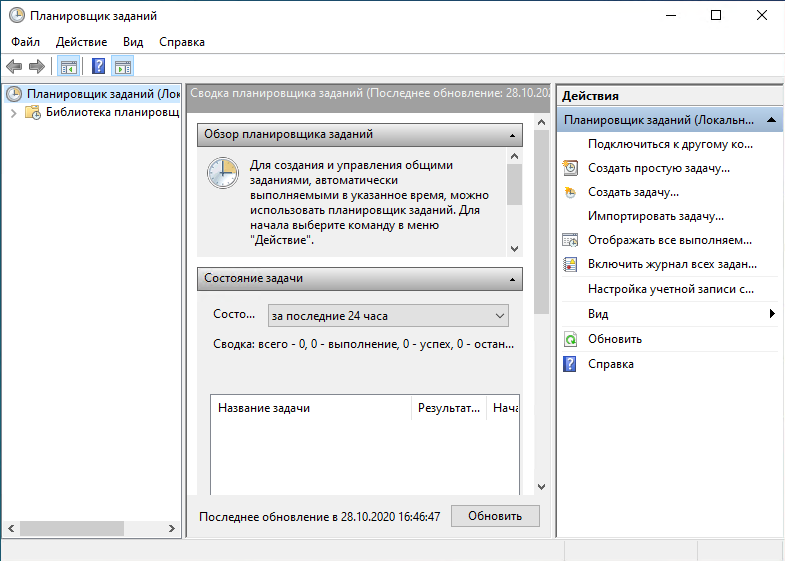 Планировщик заданий
Файл Действие Вид Справка
Планировщик заданий (Лок
Библиотека планировщ
Сводка планировщика заданий (Последнее обновление: 28.10.202
Обзор планировщика заданий
Для создания и управления общими
заданиями, автоматически
выполняемыми в указанное время, можно
использовать планировщик заданий. Для
начала выберите команду в меню
"Действие".
Состояние задачи
Состо... за последние 24 часа
Сводка: всего - 0, 0 - выполнение, 0 - успех, 0 - остан...
Название задачи Результат... Нача
Последнее обновление в 28.10.2020 16:46:47 Обновить
Действия
Планировщик заданий (Локальн...
Подключиться к другому ко...
Создать простую задачу...
Создать задачу...
Импортировать задачу...
Отображать все выполняем...
Включить журнал всех задан...
Настройка учетной записи с...
Вид
Обновить
Справка